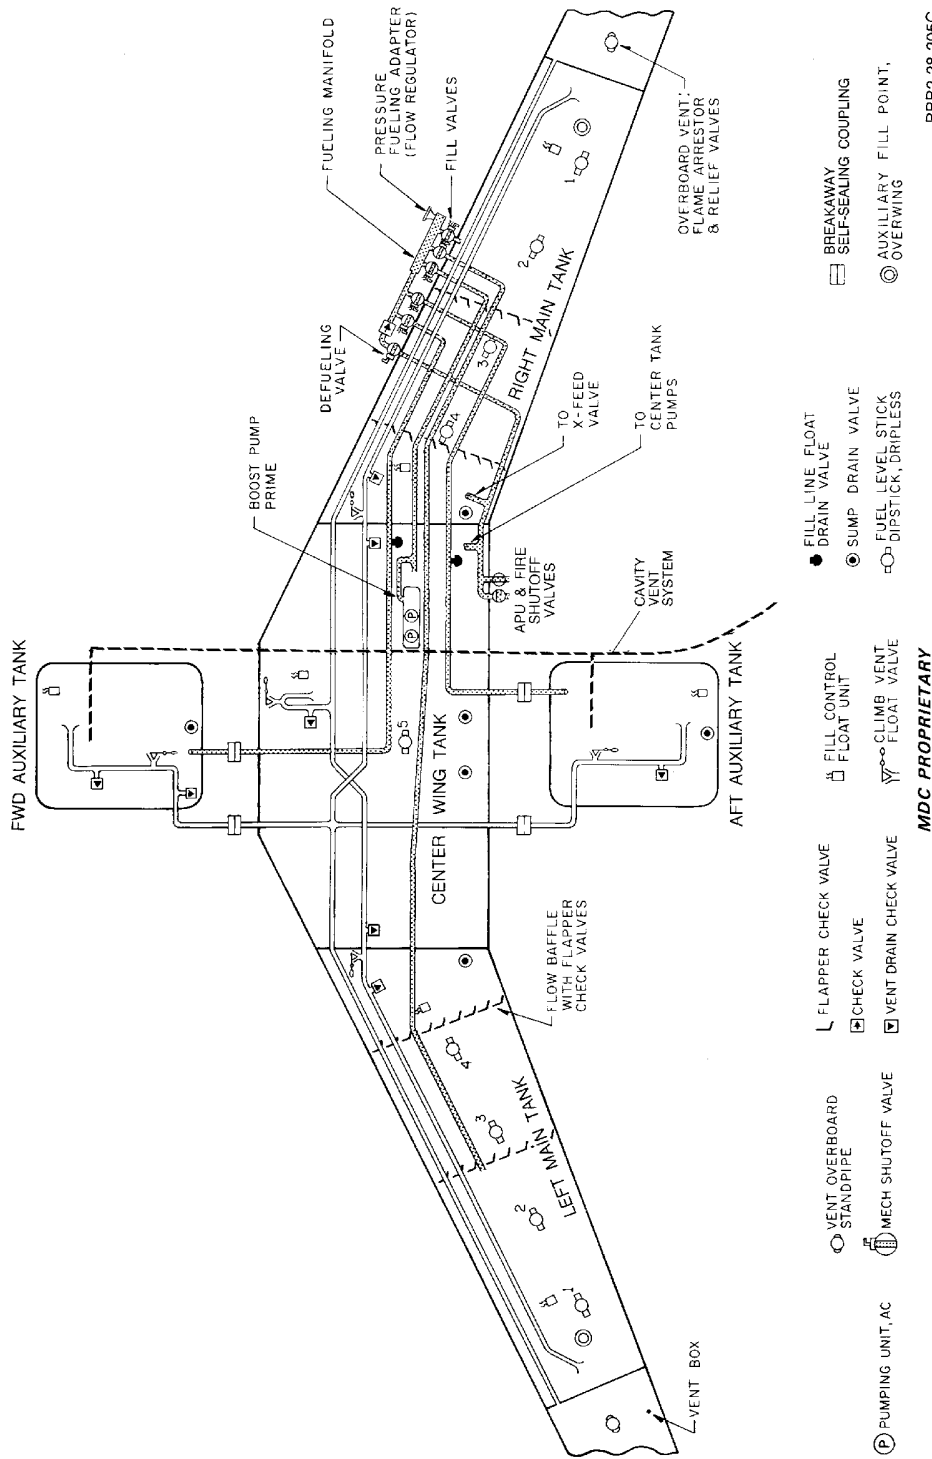 FWD AUXILIARY TANK
BOOST PUMP
PRIME
DEFUELING
VALVE
FUELING MANIFOLD
PRESSURE
FUELING ADAPTER
(FLOW REGULATOR)
FILL VALVES
OVERBOARD VENT:
FLAME ARRESTOR
& RELIEF VALVES
RIGHT MAIN TANK
1
2
3
4
TO
X-FEED
VALVE
TO
CENTER TANK
PUMPS
APU & FIRE
SHUTOFF
VALVES
CAVITY
VENT
SYSTEM
P
P
5
CENTER WING TANK
AFT AUXILIARY TANK
FLOW BAFFLE
WITH FLAPPER
CHECK VALVES
LEFT MAIN TANK
4
3
2
1
VENT BOX
P PUMPING UNIT, AC
VENT OVERBOARD
STANDPIPE
MECH SHUTOFF VALVE
FLAPPER CHECK VALVE
CHECK VALVE
VENT DRAIN CHECK VALVE
FILL CONTROL
FLOAT UNIT
CLIMB VENT
FLOAT VALVE
FILL LINE FLOAT
DRAIN VALVE
SUMP DRAIN VALVE
FUEL LEVEL STICK
DIPSTICK, DRIPLESS
BREAKAWAY
SELF-SEALING COUPLING
AUXILIARY FILL POINT,
OVERWING
MDC PROPRIETARY